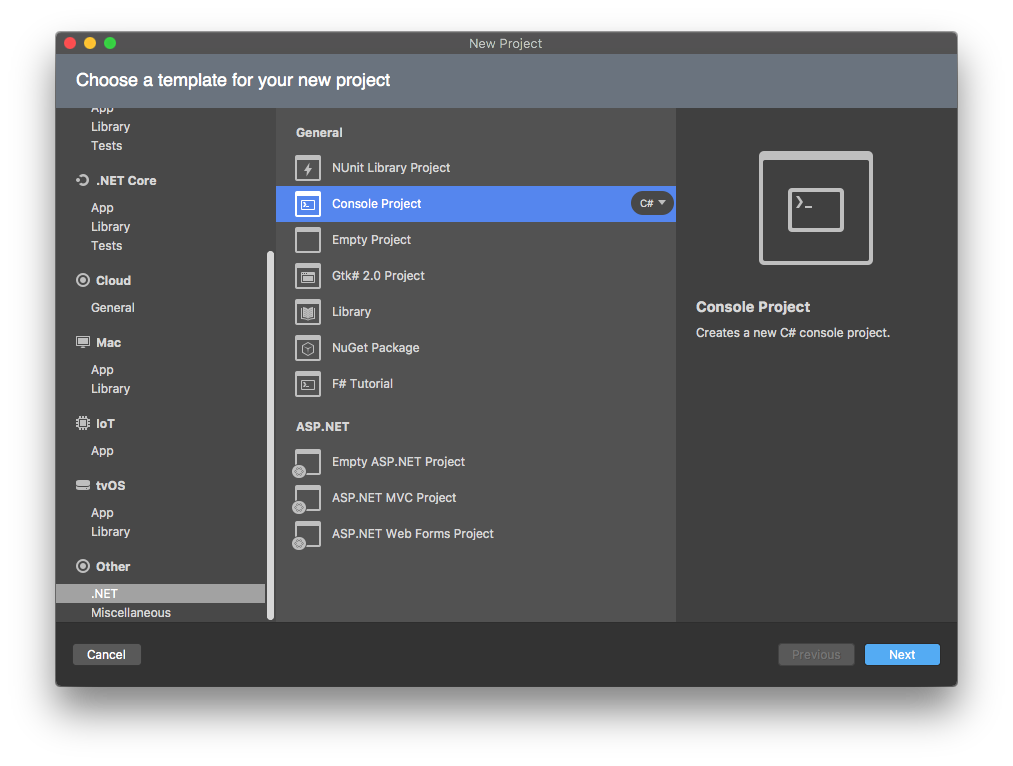 New Project
Choose a template for your new project
App
Library
Tests
.NET Core
App
Library
Tests
Cloud
General
Mac
App
Library
IoT
App
tvOS
App
Library
Other
.NET
Miscellaneous
General
NUnit Library Project
Console Project
C#
Empty Project
Gtk# 2.0 Project
Library
NuGet Package
F# Tutorial
ASP.NET
Empty ASP.NET Project
ASP.NET MVC Project
ASP.NET Web Forms Project
Console Project
Creates a new C# console project.
Cancel
Previous
Next